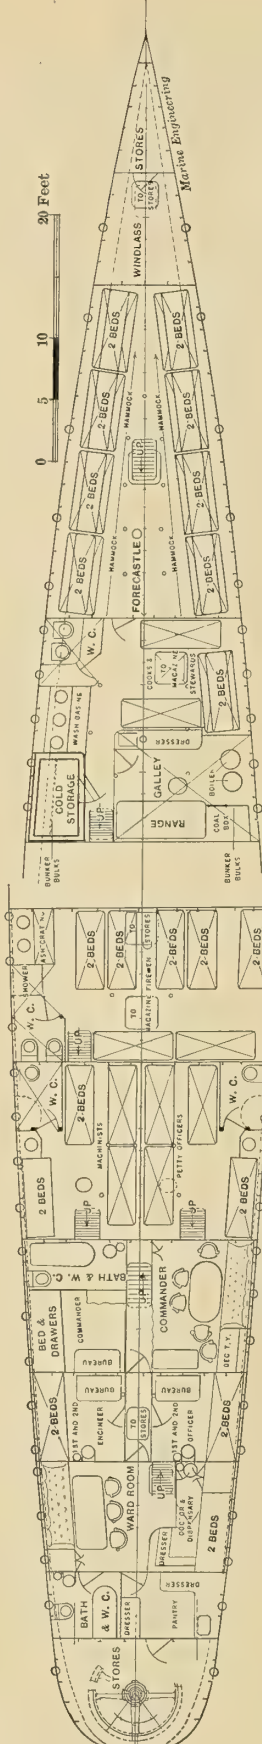 Marine Engineering
STORES
TO
STORES
WINDLASS
20 Feet
10
5
0
2-BEDS
2-BEDS
2-BEDS
2-BEDS
2-BEDS
2-BEDS
2-BEDS
2-BEDS
HAMMOCK
HAMMOCK
HAMMOCK
HAMMOCK
UP
FORECASTLE
W. C.
COOKS &
STEWARDS
TO
MAGAZINE
2-BEDS
WASH BASINS
DRESSER
COLD
STORAGE
UP
GALLEY
RANGE
BOILER
COAL
BOX
BUNKER
BULKS
BUNKER
BULKS
SHOWER
2-BEDS
2-BEDS
TO
STORES
2-BEDS
2-BEDS
2-BEDS
FIREMEN
TO
MAGAZINE
W. C.
UP
W. C.
2-BEDS
MACHINISTS
PETTY OFFICERS
W. C.
2 BEDS
UP
UP
2 BEDS
BATH & W. C.
UP
COMMANDER
BED &
DRAWERS
COMMANDER
BUREAU
2-BEDS
1ST AND 2ND
ENGINEER
BUREAU
TO
STORES
BUREAU
1ST AND 2ND
OFFICER
2-BEDS
WARD ROOM
UP
DOCTOR &
DISPENSARY
DRESSER
2 BEDS
BATH
& W. C.
DRESSER
DRESSER
PANTRY
STORES